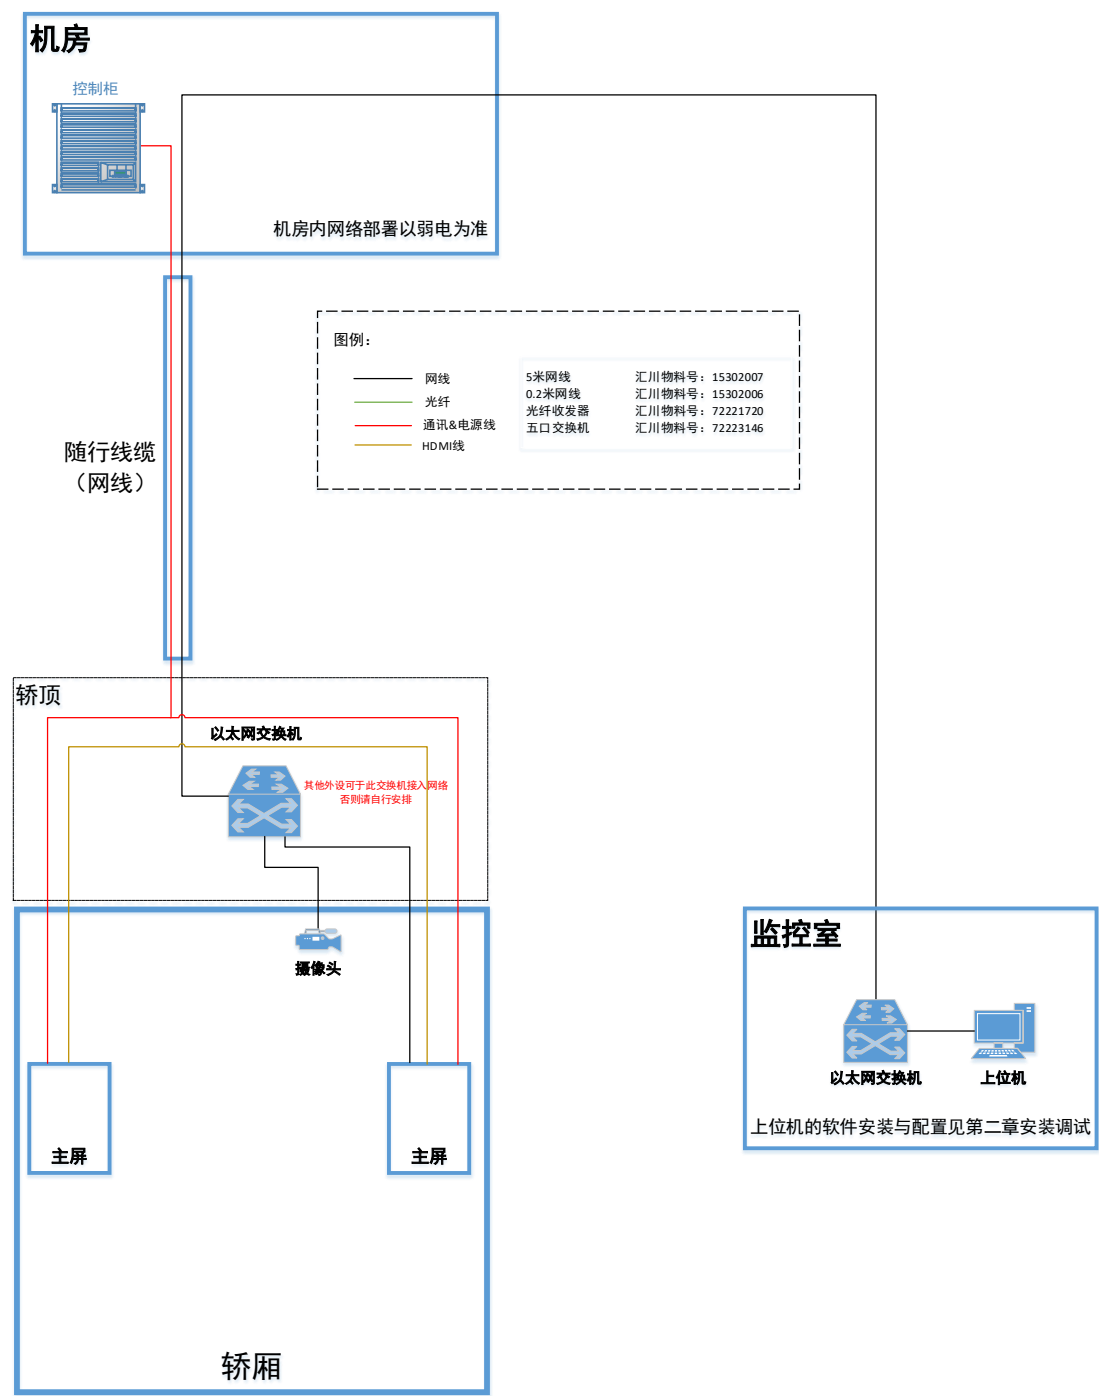 机房
控制柜
机房内网络部署以弱电为准
图例：
网线
光纤
通讯&电源线
HDMI线
5米网线 汇川物料号：15302007
0.2米网线 汇川物料号：15302006
光纤收发器 汇川物料号：72221720
五口交换机 汇川物料号：72223146
随行线缆
（网线）
轿顶
以太网交换机
其他外设可于此交换机接入网络
否则请自行安排
摄像头
主屏
主屏
轿厢
监控室
以太网交换机
上位机
上位机的软件安装与配置见第二章安装调试